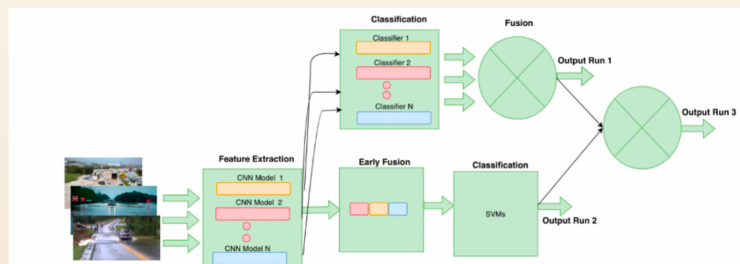 Classification
Fusion
Classifier 1
Classifier 2
Classifier N
Output Run 1
Output Run 3
Feature Extraction
CNN Model 1
CNN Model 2
CNN Model N
Early Fusion
Classification
SVMs
Output Run 2